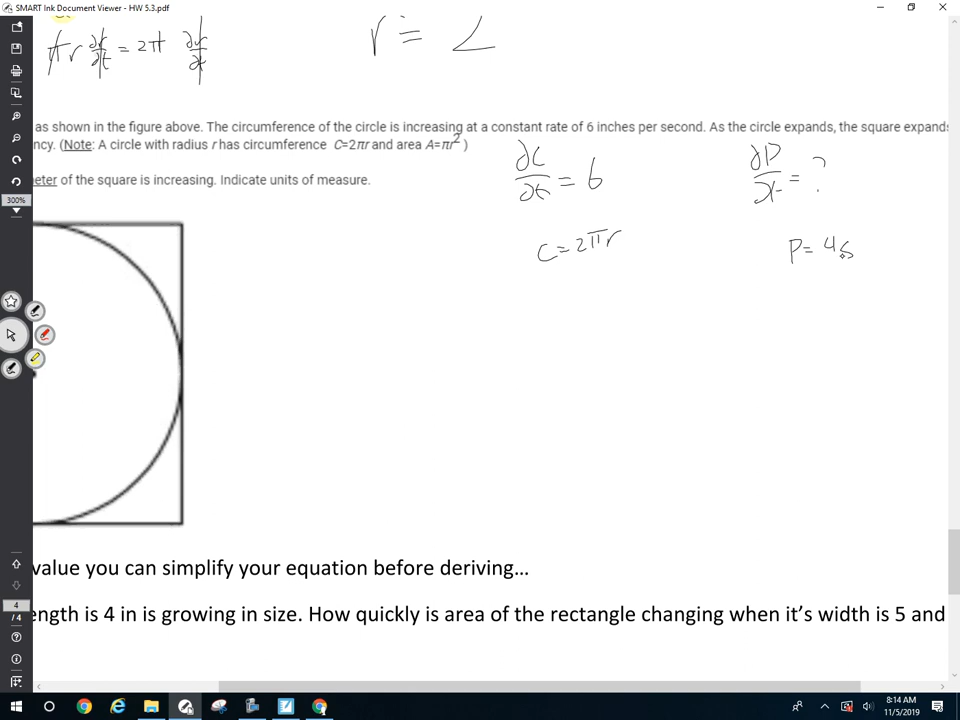 SMART Ink Document Viewer - HW 5.3.pdf
πr ∂r/∂t = 2π ∂r/∂t
r = 2
as shown in the figure above. The circumference of the circle is increasing at a constant rate of 6 inches per second. As the circle expands, the square expands
ncy. (Note: A circle with radius r has circumference C=2πr and area A=πr² )
∂C/∂t = 6
∂P/∂t = ?
eter of the square is increasing. Indicate units of measure.
300%
C = 2πr
P = 4s
value you can simplify your equation before deriving...
ength is 4 in is growing in size. How quickly is area of the rectangle changing when it's width is 5 and
4
/ 4
8:14 AM
11/5/2019